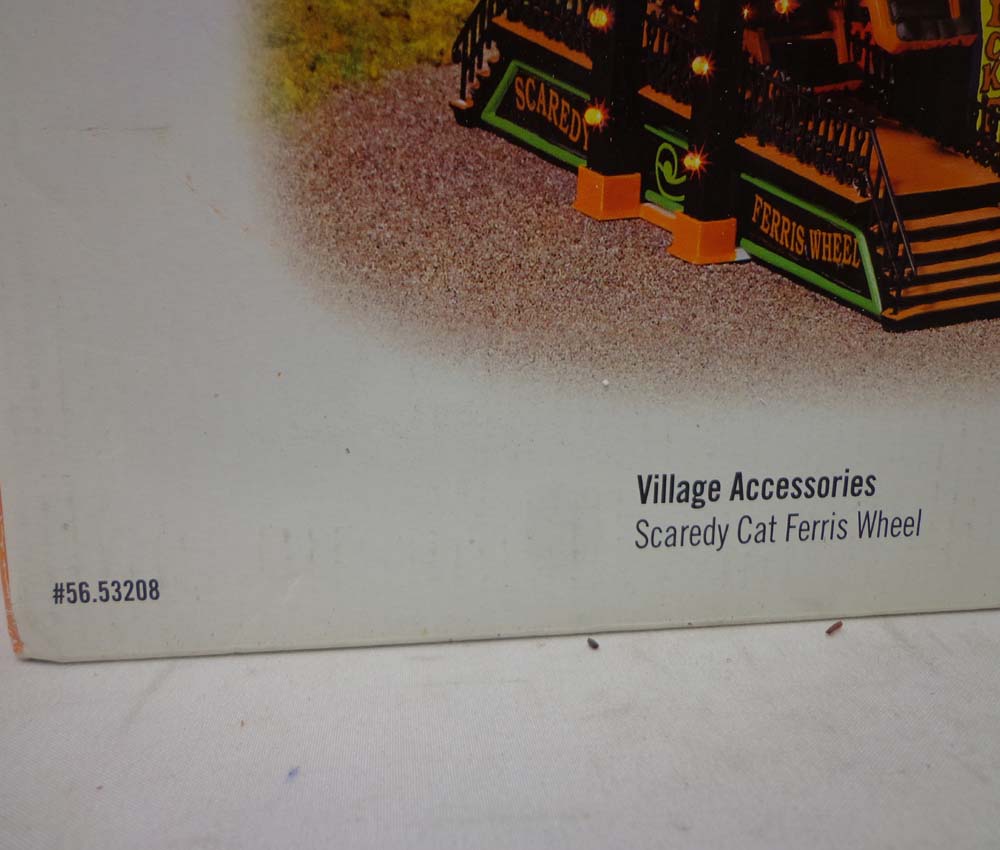 SCAREDY
FERRIS WHEEL
Village Accessories
Scaredy Cat Ferris Wheel
#56.53208